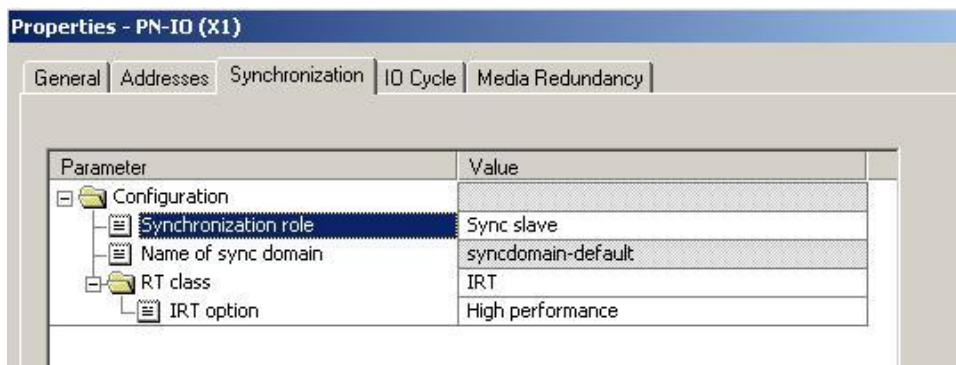 Properties - PN-IO (X1)
General Addresses Synchronization IO Cycle Media Redundancy
Parameter Value
Configuration
Synchronization role Sync slave
Name of sync domain syncdomain-default
RT class IRT
IRT option High performance